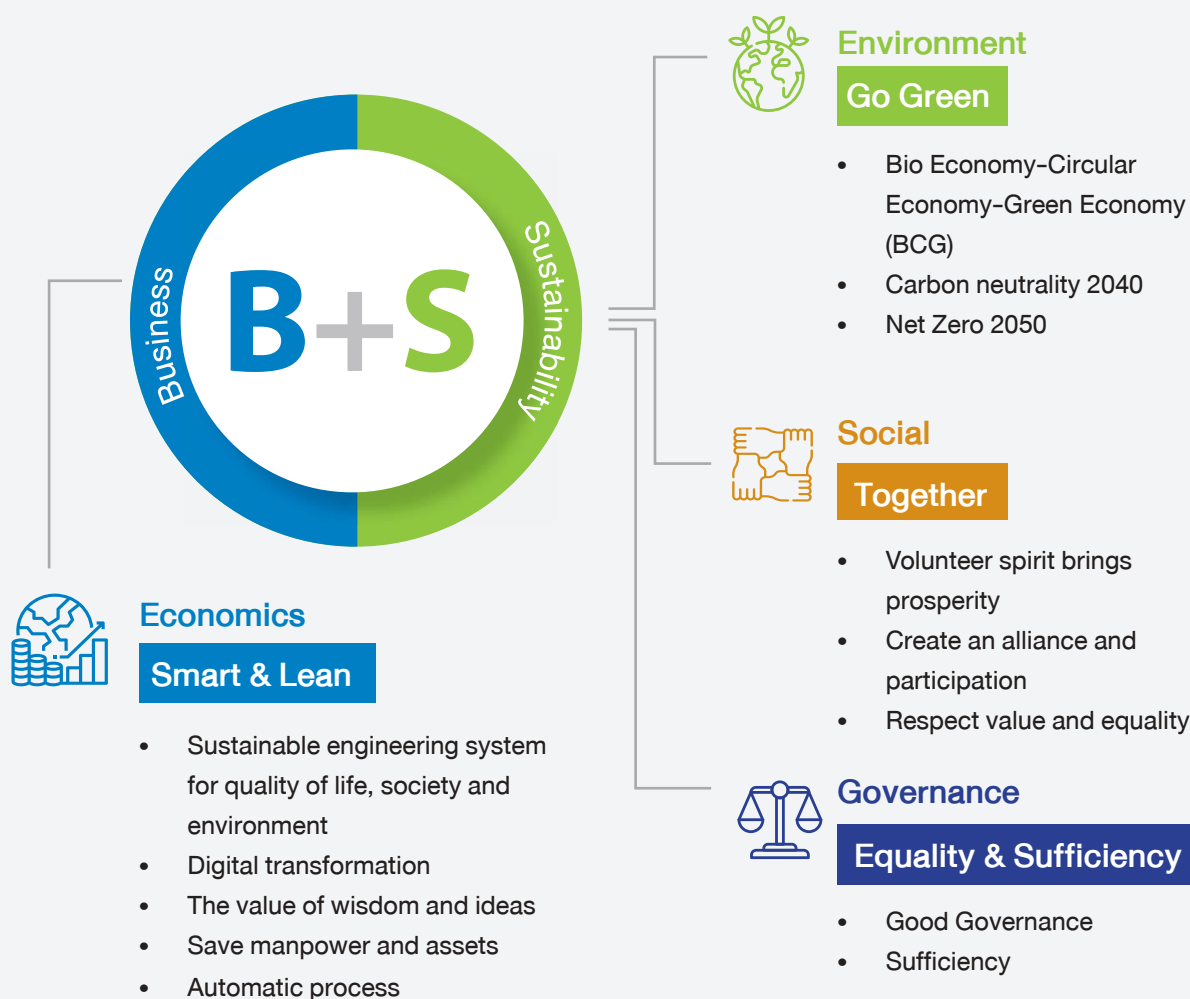 Business
B+S
Sustainability
Environment
Go Green
• Bio Economy-Circular
Economy-Green Economy
(BCG)
• Carbon neutrality 2040
• Net Zero 2050
Social
Together
• Volunteer spirit brings
prosperity
• Create an alliance and
participation
• Respect value and equality
Governance
Equality & Sufficiency
• Good Governance
• Sufficiency
Economics
Smart & Lean
• Sustainable engineering system
for quality of life, society and
environment
• Digital transformation
• The value of wisdom and ideas
• Save manpower and assets
• Automatic process